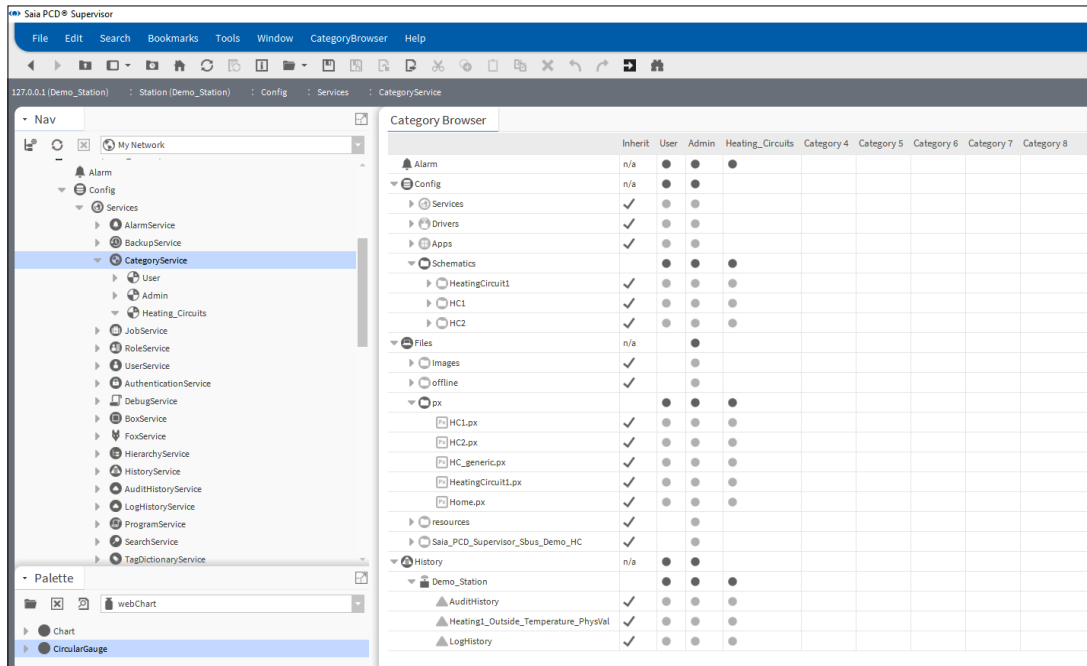 Saia PCD® Supervisor
File Edit Search Bookmarks Tools Window CategoryBrowser Help
127.0.0.1 (Demo_Station) : Station (Demo_Station) : Config : Services : CategoryService
Nav
My Network
Alarm
Config
Services
AlarmService
BackupService
CategoryService
User
Admin
Heating_Circuits
JobService
RoleService
UserService
AuthenticationService
DebugService
BoxService
FoxService
HierarchyService
HistoryService
AuditHistoryService
LogHistoryService
ProgramService
SearchService
TagDictionaryService
Palette
webChart
Chart
CircularGauge
Category Browser
Inherit User Admin Heating_Circuits Category 4 Category 5 Category 6 Category 7 Category 8
Alarm n/a
Config n/a
Services
Drivers
Apps
Schematics
HeatingCircuit1
HC1
HC2
Files n/a
Images
offline
px
HC1.px
HC2.px
HC_generic.px
HeatingCircuit1.px
Home.px
resources
Saia_PCD_Supervisor_Sbus_Demo_HC
History n/a
Demo_Station
AuditHistory
Heating1_Outside_Temperature_PhysVal
LogHistory